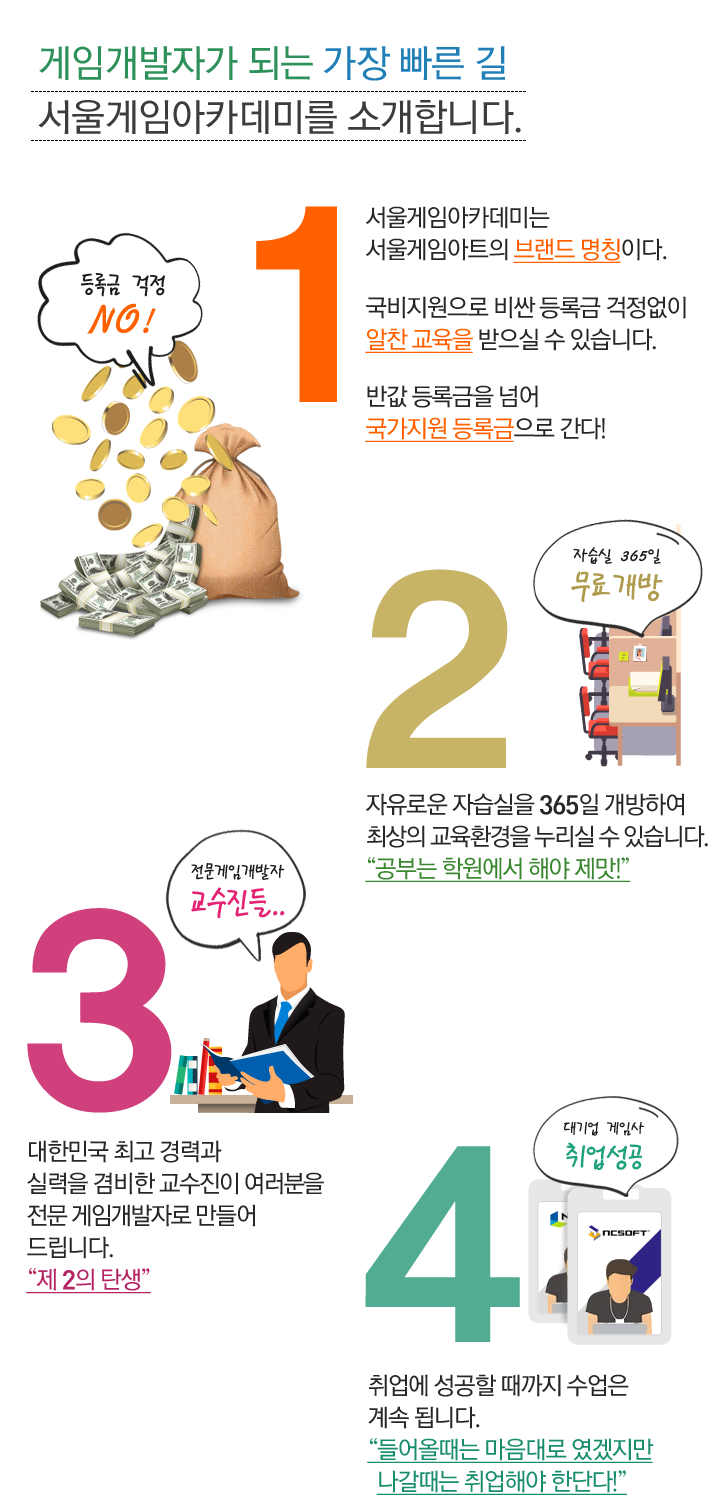 게임개발자가 되는 가장 빠른 길
서울게임아카데미를 소개합니다.
등록금 걱정
NO!
1
서울게임아카데미는
서울게임아트의 브랜드 명칭이다.
국비지원으로 비싼 등록금 걱정없이
알찬 교육을 받으실 수 있습니다.
반값 등록금을 넘어
국가지원 등록금으로 간다!
자습실 365일
무료개방
2
자유로운 자습실을 365일 개방하여
최상의 교육환경을 누리실 수 있습니다.
“공부는 학원에서 해야 제맛!”
전문게임개발자
교수진들..
3
대한민국 최고 경력과
실력을 겸비한 교수진이 여러분을
전문 게임개발자로 만들어
드립니다.
“제 2의 탄생”
대기업 게임사
취업성공
NCSOFT
4
취업에 성공할 때까지 수업은
계속 됩니다.
“들어올때는 마음대로 였겠지만
나갈때는 취업해야 한단다!”